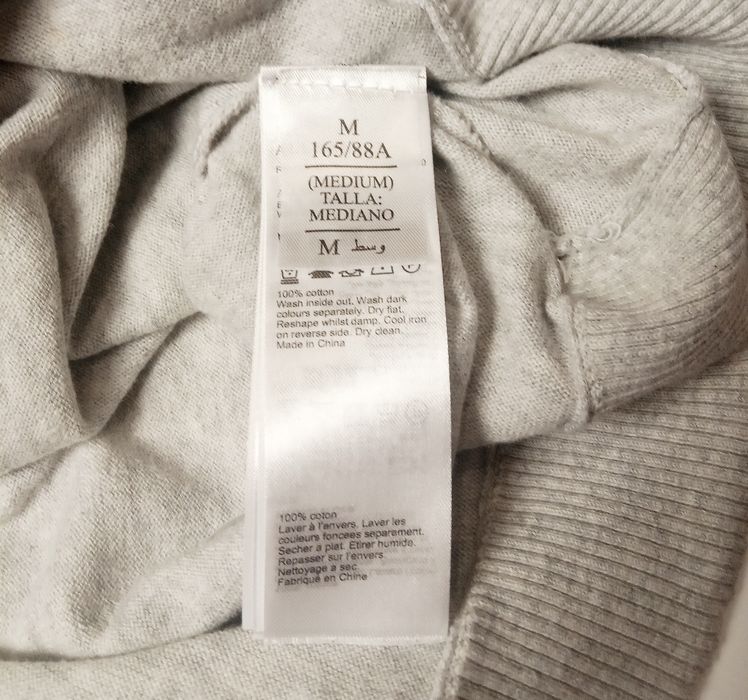 M
165/88A
(MEDIUM)
TALLA:
MEDIANO
M وسط
100% cotton
Wash inside out. Wash dark
colours separately. Dry flat.
Reshape whilst damp. Cool iron
on reverse side. Dry clean.
Made in China
100% coton
Laver à l'envers. Laver les
couleurs foncees separement.
Secher a plat. Etirer humide.
Repasser sur l'envers.
Nettoyage a sec.
Fabriqué en Chine